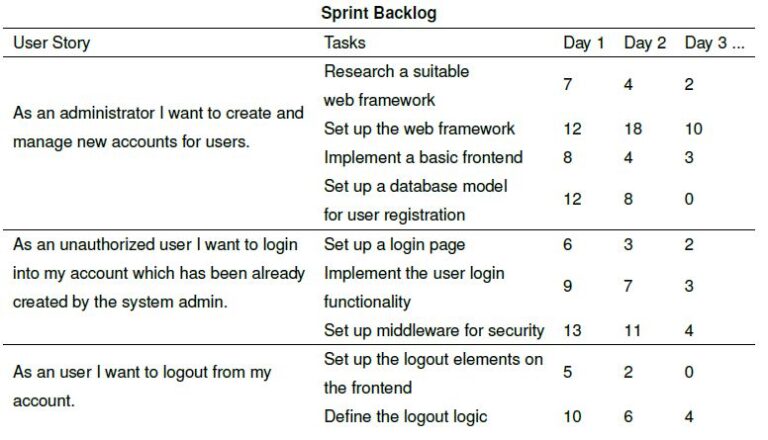 Sprint Backlog
User Story Tasks Day 1 Day 2 Day 3 ...
As an administrator I want to create and
manage new accounts for users.
Research a suitable
web framework 7 4 2
Set up the web framework 12 18 10
Implement a basic frontend 8 4 3
Set up a database model
for user registration 12 8 0
As an unauthorized user I want to login
into my account which has been already
created by the system admin.
Set up a login page 6 3 2
Implement the user login
functionality 9 7 3
Set up middleware for security 13 11 4
As an user I want to logout from my
account.
Set up the logout elements on
the frontend 5 2 0
Define the logout logic 10 6 4